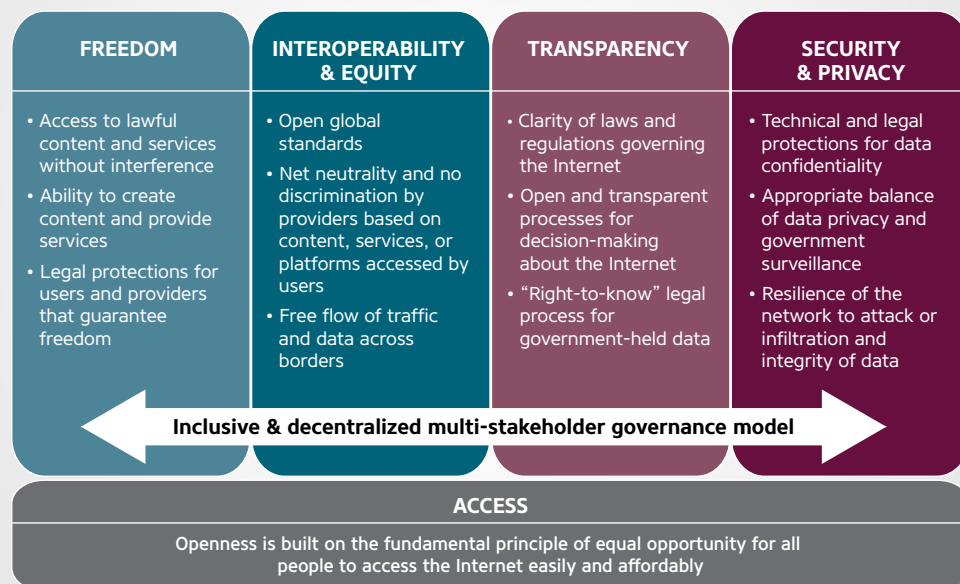 FREEDOM
• Access to lawful
content and services
without interference
• Ability to create
content and provide
services
• Legal protections for
users and providers
that guarantee
freedom
INTEROPERABILITY
& EQUITY
• Open global
standards
• Net neutrality and no
discrimination by
providers based on
content, services, or
platforms accessed by
users
• Free flow of traffic
and data across
borders
TRANSPARENCY
• Clarity of laws and
regulations governing
the Internet
• Open and transparent
processes for
decision-making
about the Internet
• “Right-to-know” legal
process for
government-held data
SECURITY
& PRIVACY
• Technical and legal
protections for data
confidentiality
• Appropriate balance
of data privacy and
government
surveillance
• Resilience of the
network to attack or
infiltration and
integrity of data
Inclusive & decentralized multi-stakeholder governance model
ACCESS
Openness is built on the fundamental principle of equal opportunity for all
people to access the Internet easily and affordably